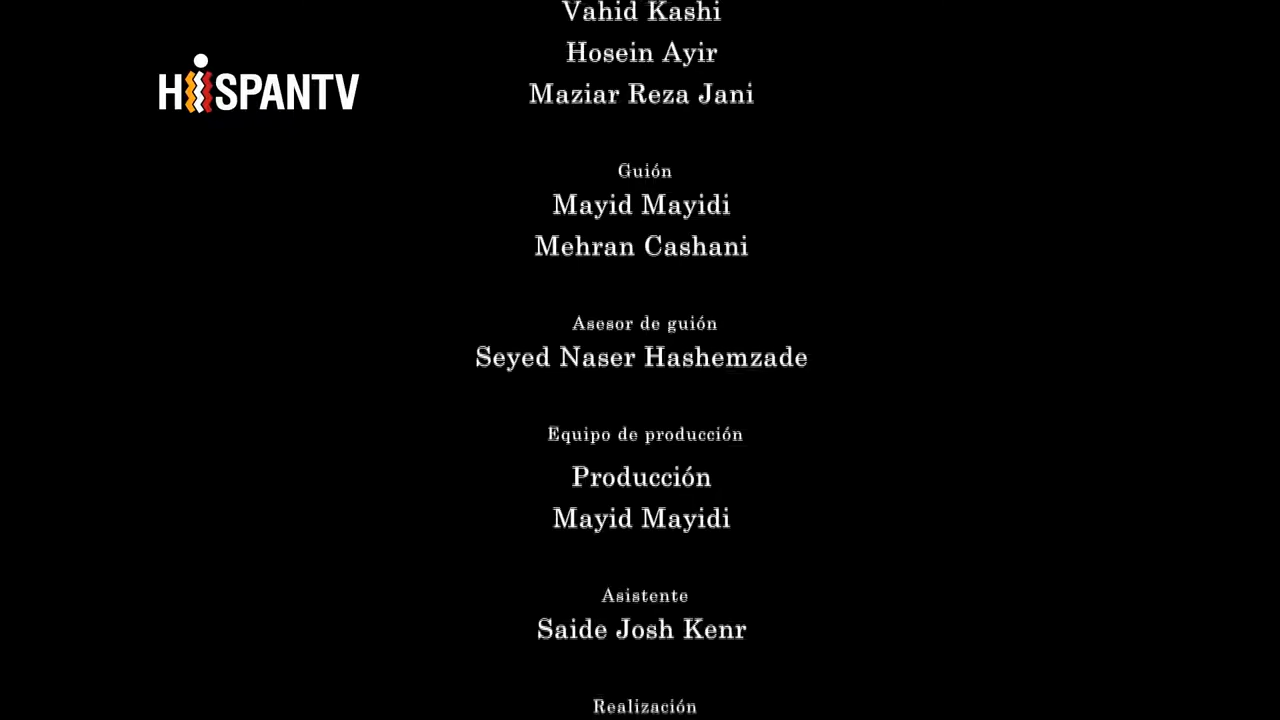 Vahid Kashi
Hosein Ayir
HISPANTV
Maziar Reza Jani
Guión
Mayid Mayidi
Mehran Cashani
Asesor de guión
Seyed Naser Hashemzade
Equipo de producción
Producción
Mayid Mayidi
Asistente
Saide Josh Kenr
Realización